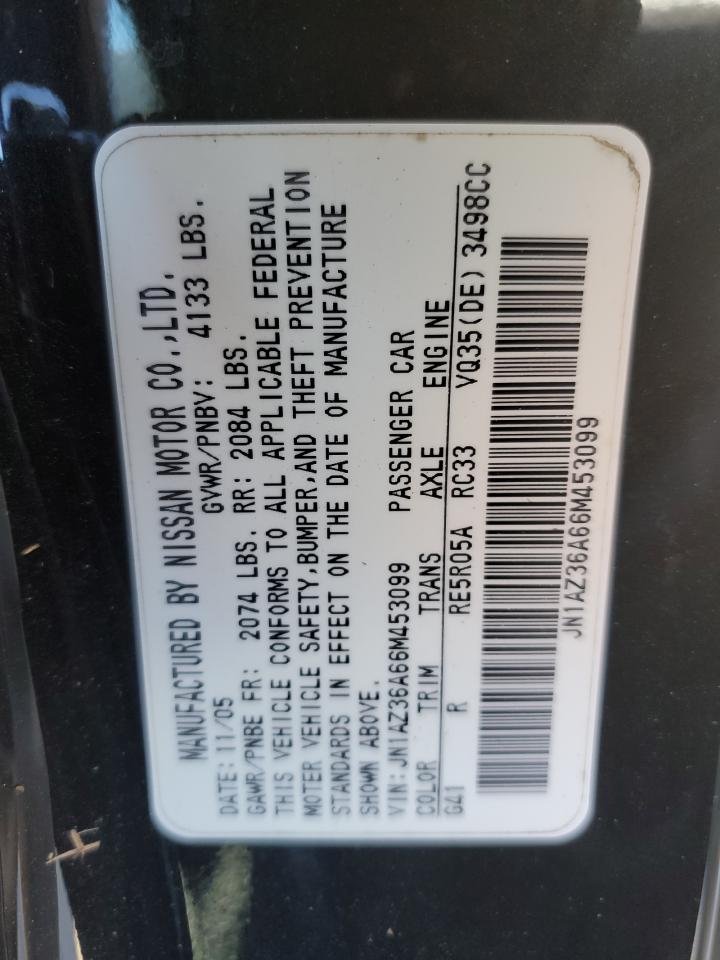 MANUFACTURED BY NISSAN MOTOR CO.,LTD.
DATE: 11/05 GVWR/PNBV: 4133 LBS.
GAWR/PNBE FR: 2074 LBS. RR: 2084 LBS.
THIS VEHICLE CONFORMS TO ALL APPLICABLE FEDERAL
MOTER VEHICLE SAFETY,BUMPER,AND THEFT PREVENTION
STANDARDS IN EFFECT ON THE DATE OF MANUFACTURE
SHOWN ABOVE.
VIN: JN1AZ36A66M453099 PASSENGER CAR
COLOR TRIM TRANS AXLE ENGINE
G41 R RE5R05A RC33 VQ35(DE) 3498CC
JN1AZ36A66M453099